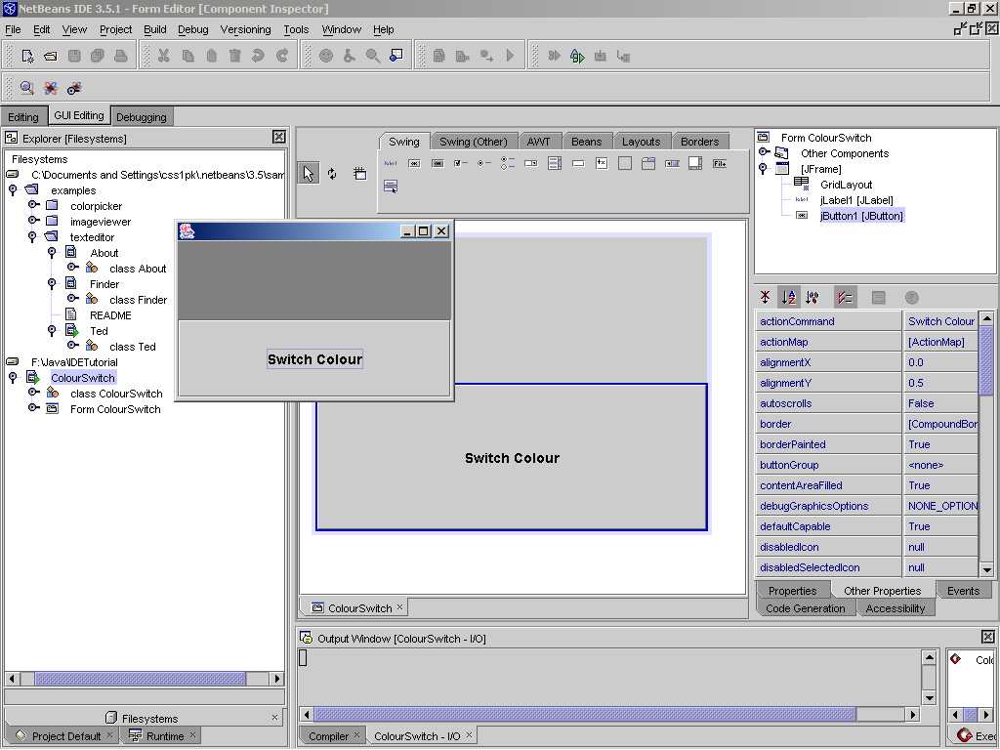 NetBeans IDE 3.5.1 - Form Editor [Component Inspector]
File Edit View Project Build Debug Versioning Tools Window Help
Editing GUI Editing Debugging
Explorer [Filesystems]
Filesystems
C:\Documents and Settings\css1pk\.netbeans\3.5\sam
examples
colorpicker
imageviewer
texteditor
About
class About
Finder
class Finder
README
Ted
class Ted
F:\Java\IDETutorial
ColourSwitch
class ColourSwitch
Form ColourSwitch
Filesystems
Project Default Runtime
Swing Swing (Other) AWT Beans Layouts Borders
Switch Colour
Switch Colour
ColourSwitch
Form ColourSwitch
Other Components
[JFrame]
GridLayout
jLabel1 [JLabel]
jButton1 [JButton]
actionCommand Switch Colour
actionMap [ActionMap]
alignmentX 0.0
alignmentY 0.5
autoscrolls False
border [CompoundBor
borderPainted True
buttonGroup <none>
contentAreaFilled True
debugGraphicsOptions NONE_OPTION
defaultCapable True
disabledIcon null
disabledSelectedIcon null
Properties Other Properties Events
Code Generation Accessibility
Output Window [ColourSwitch - I/O]
Compiler ColourSwitch - I/O
Colo
Exec